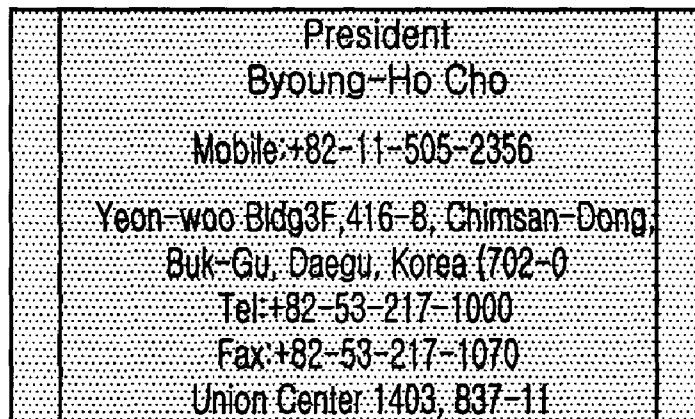 President
Byoung-Ho Cho
Mobile:+82-11-505-2356
Yeon-woo Bldg3F,416-8, Chimsan-Dong,
Buk-Gu, Daegu, Korea (702-0
Tel:+82-53-217-1000
Fax:+82-53-217-1070
Union Center 1403, 837-11